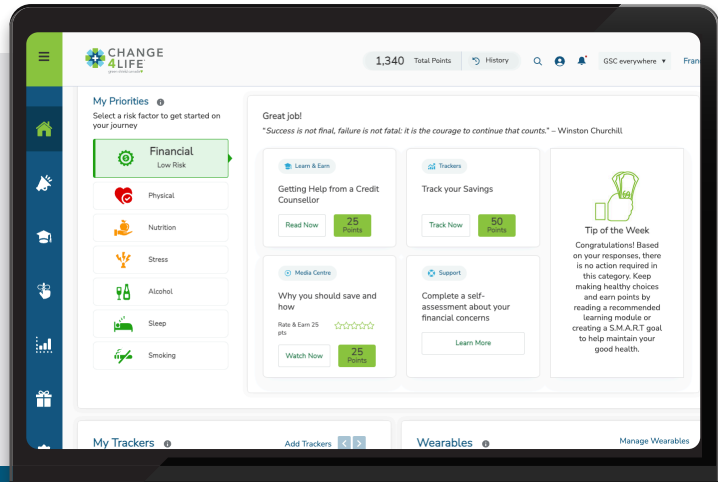 CHANGE
4LIFE
1,340 Total Points History GSC everywhere ▼
My Priorities
Select a risk factor to get started on
your journey
Financial
Low Risk
Physical
Nutrition
Stress
Alcohol
Sleep
Smoking
Great job!
"Success is not final, failure is not fatal: it is the courage to continue that counts." – Winston Churchill
Learn & Earn
Getting Help from a Credit
Counsellor
Read Now
25
Points
Trackers
Track your Savings
Track Now
50
Points
Media Centre
Why you should save and
how
Rate & Earn 25
pts
Watch Now
25
Points
Support
Complete a self-
assessment about your
financial concerns
Learn More
Tip of the Week
Congratulations! Based
on your responses, there
is no action required in
this category. Keep
making healthy choices
and earn points by
reading a recommended
learning module or
creating a S.M.A.R.T goal
to help maintain your
good health.
My Trackers
Add Trackers
Wearables
Manage Wearables